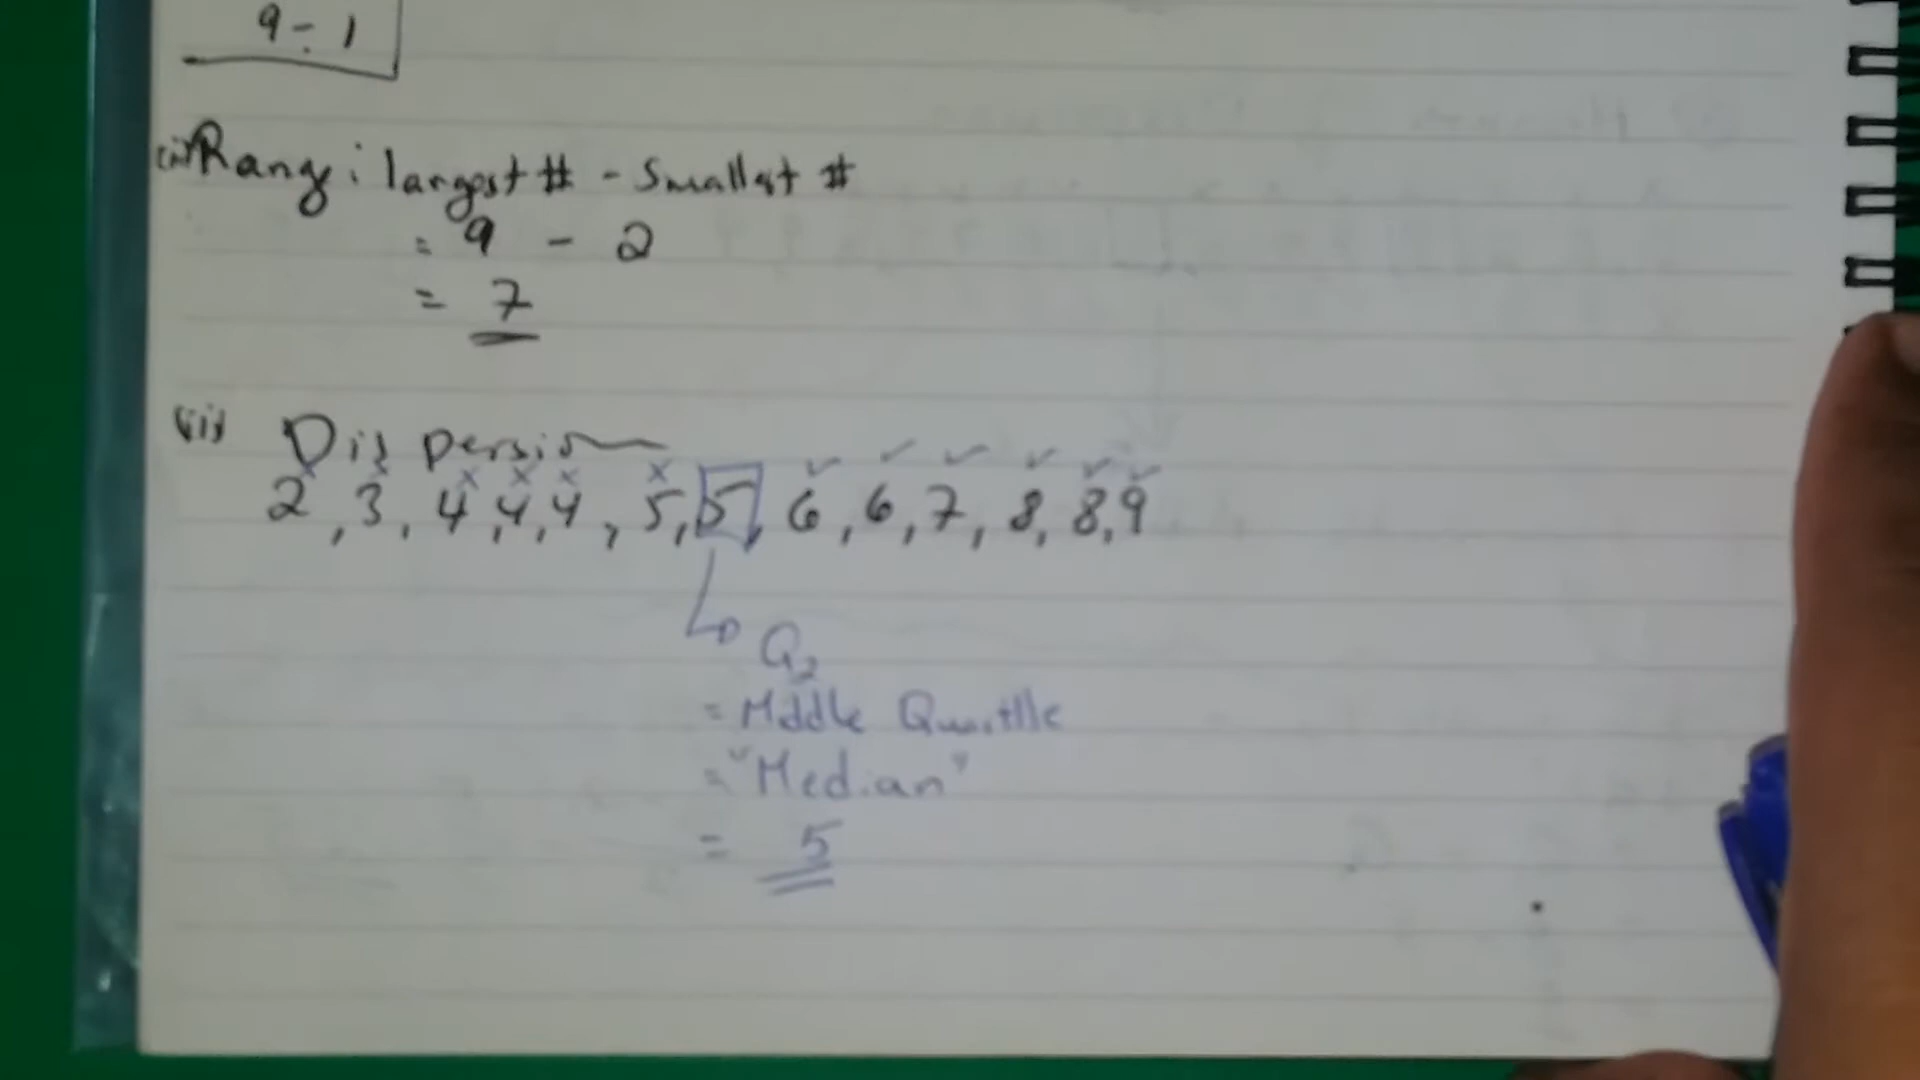 9 - 1
Rang : largest # - Smallest #
= 9 - 2
= 7
(iii) Dispersion
2, 3, 4, 4, 4, 5, 5, 6, 6, 7, 8, 8, 9
Q2
= Middle Quartile
= "Median"
= 5